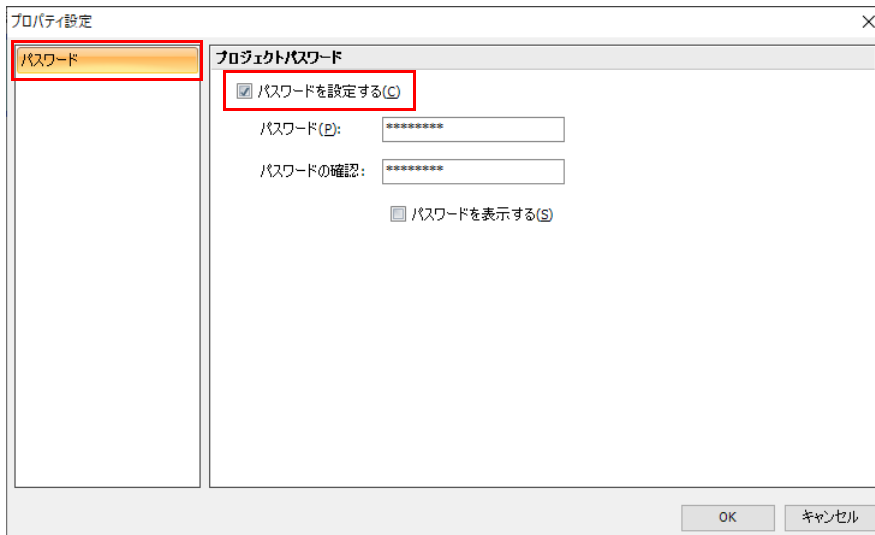 プロパティ設定
パスワード
プロジェクトパスワード
パスワードを設定する(C)
パスワード(P): ********
パスワードの確認: ********
パスワードを表示する(S)
OK キャンセル